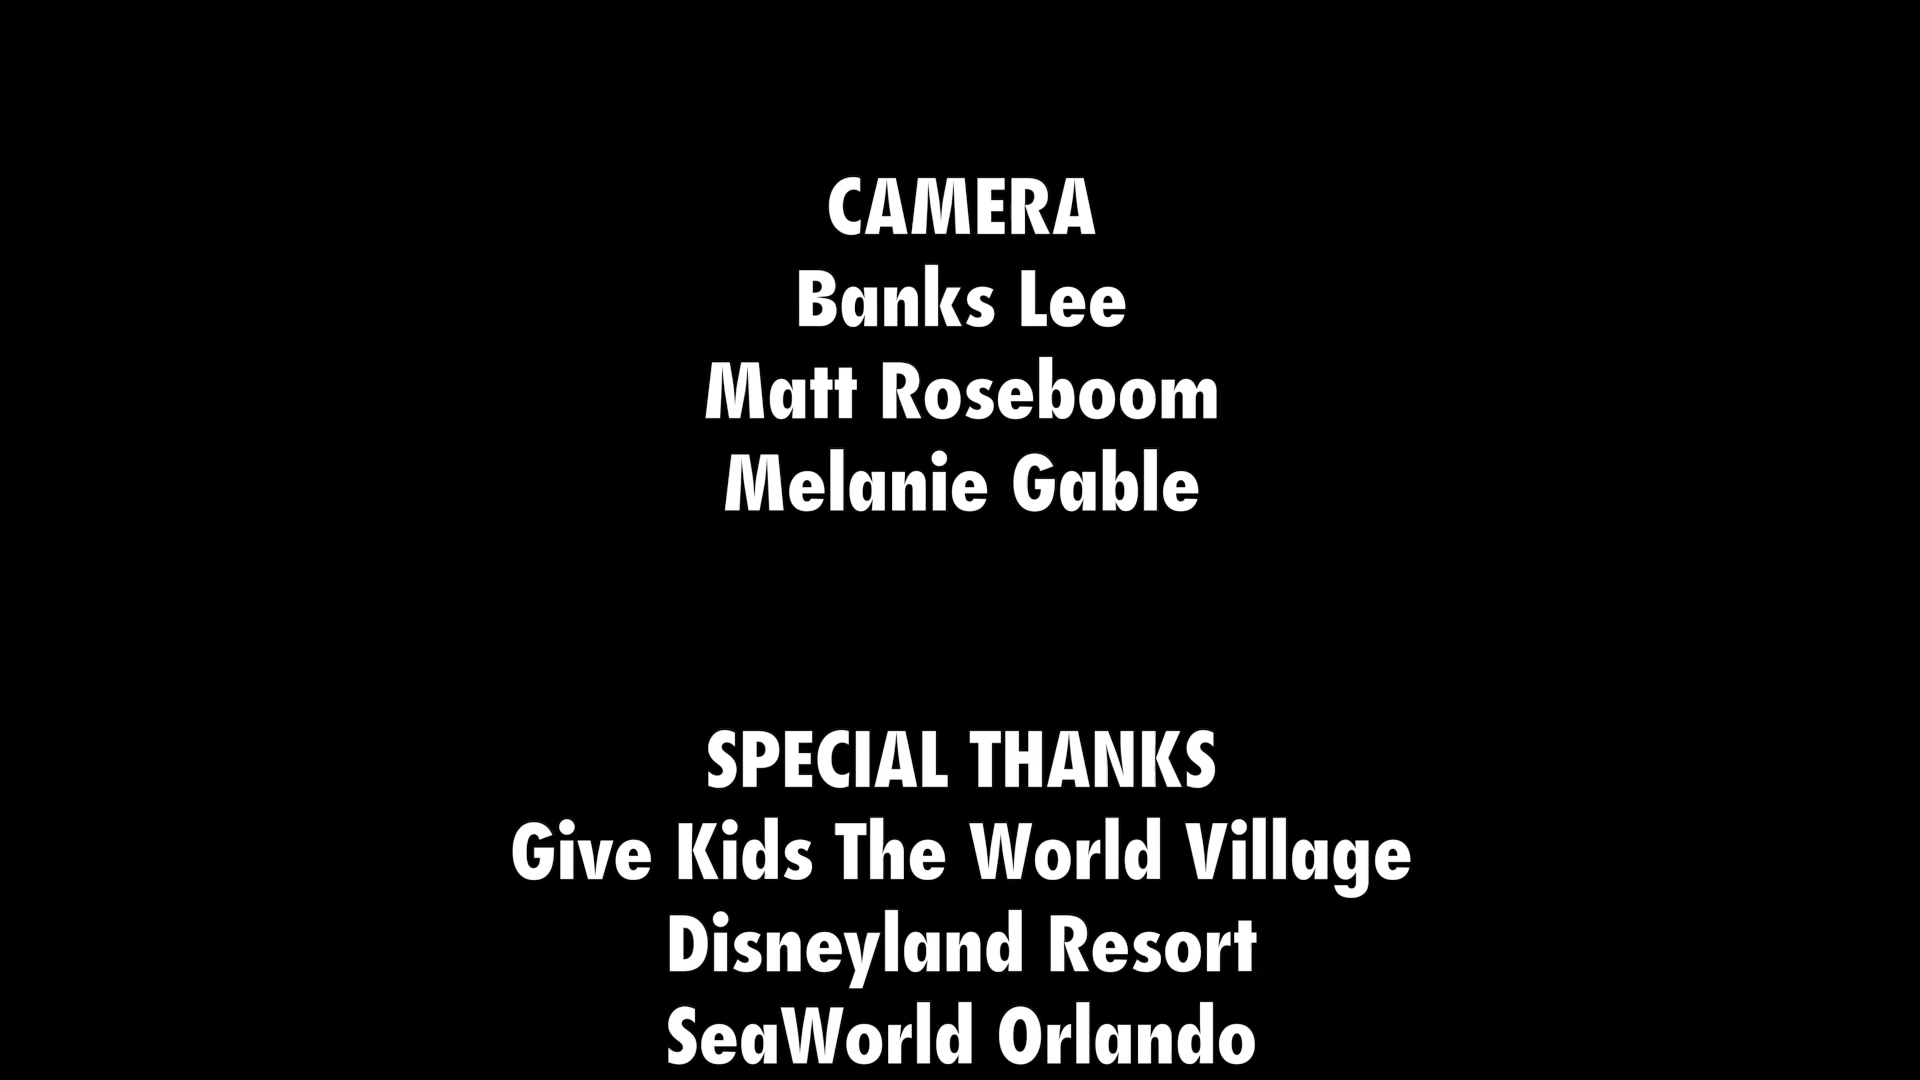 CAMERA
Banks Lee
Matt Roseboom
Melanie Gable
SPECIAL THANKS
Give Kids The World Village
Disneyland Resort
SeaWorld Orlando